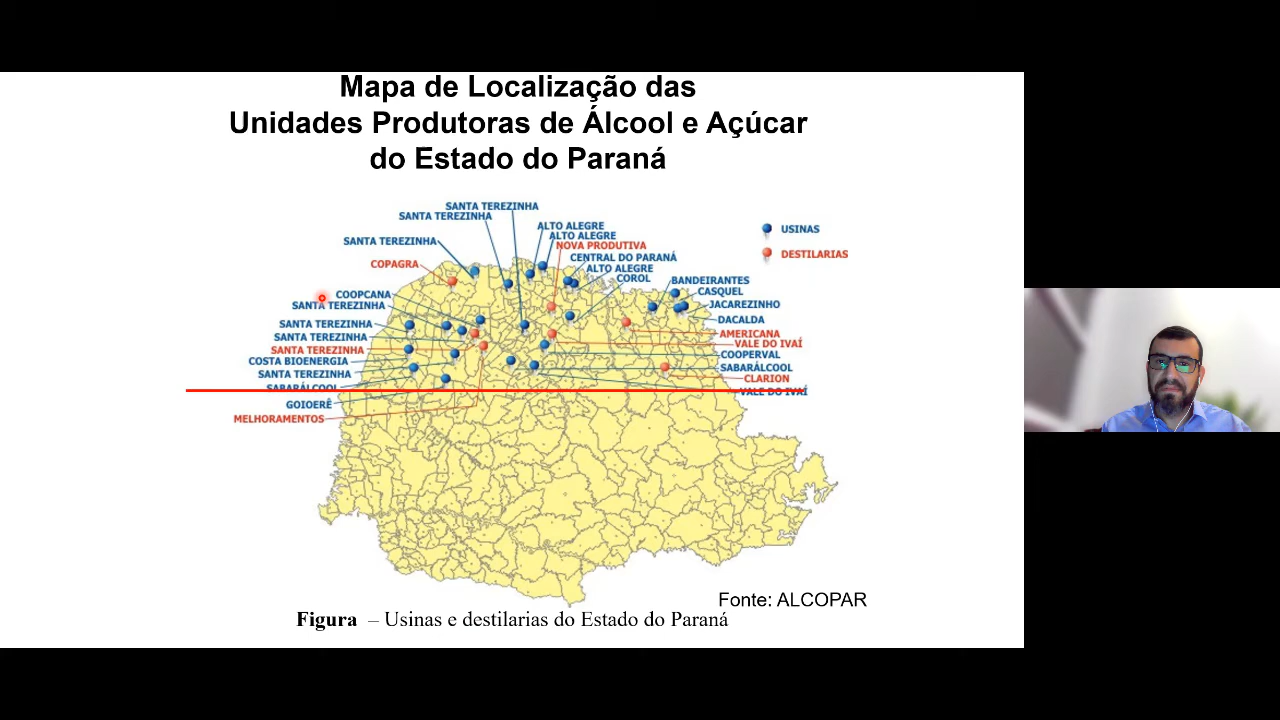 Mapa de Localização das
Unidades Produtoras de Álcool e Açúcar
do Estado do Paraná
SANTA TEREZINHA
SANTA TEREZINHA
ALTO ALEGRE
USINAS
ALTO ALEGRE
SANTA TEREZINHA
NOVA PRODUTIVA
DESTILARIAS
CENTRAL DO PARANÁ
COPAGRA
ALTO ALEGRE
COROL
BANDEIRANTES
CASQUEL
COOPCANA
SANTA TEREZINHA
JACAREZINHO
DACALDA
SANTA TEREZINHA
AMERICANA
SANTA TEREZINHA
VALE DO IVAÍ
SANTA TEREZINHA
COOPERVAL
COSTA BIOENERGIA
SABARÁLCOOL
SANTA TEREZINHA
CLARION
SABARÁLCOOL
VALE DO IVAÍ
GOIOERÊ
MELHORAMENTOS
Fonte: ALCOPAR
Figura – Usinas e destilarias do Estado do Paraná